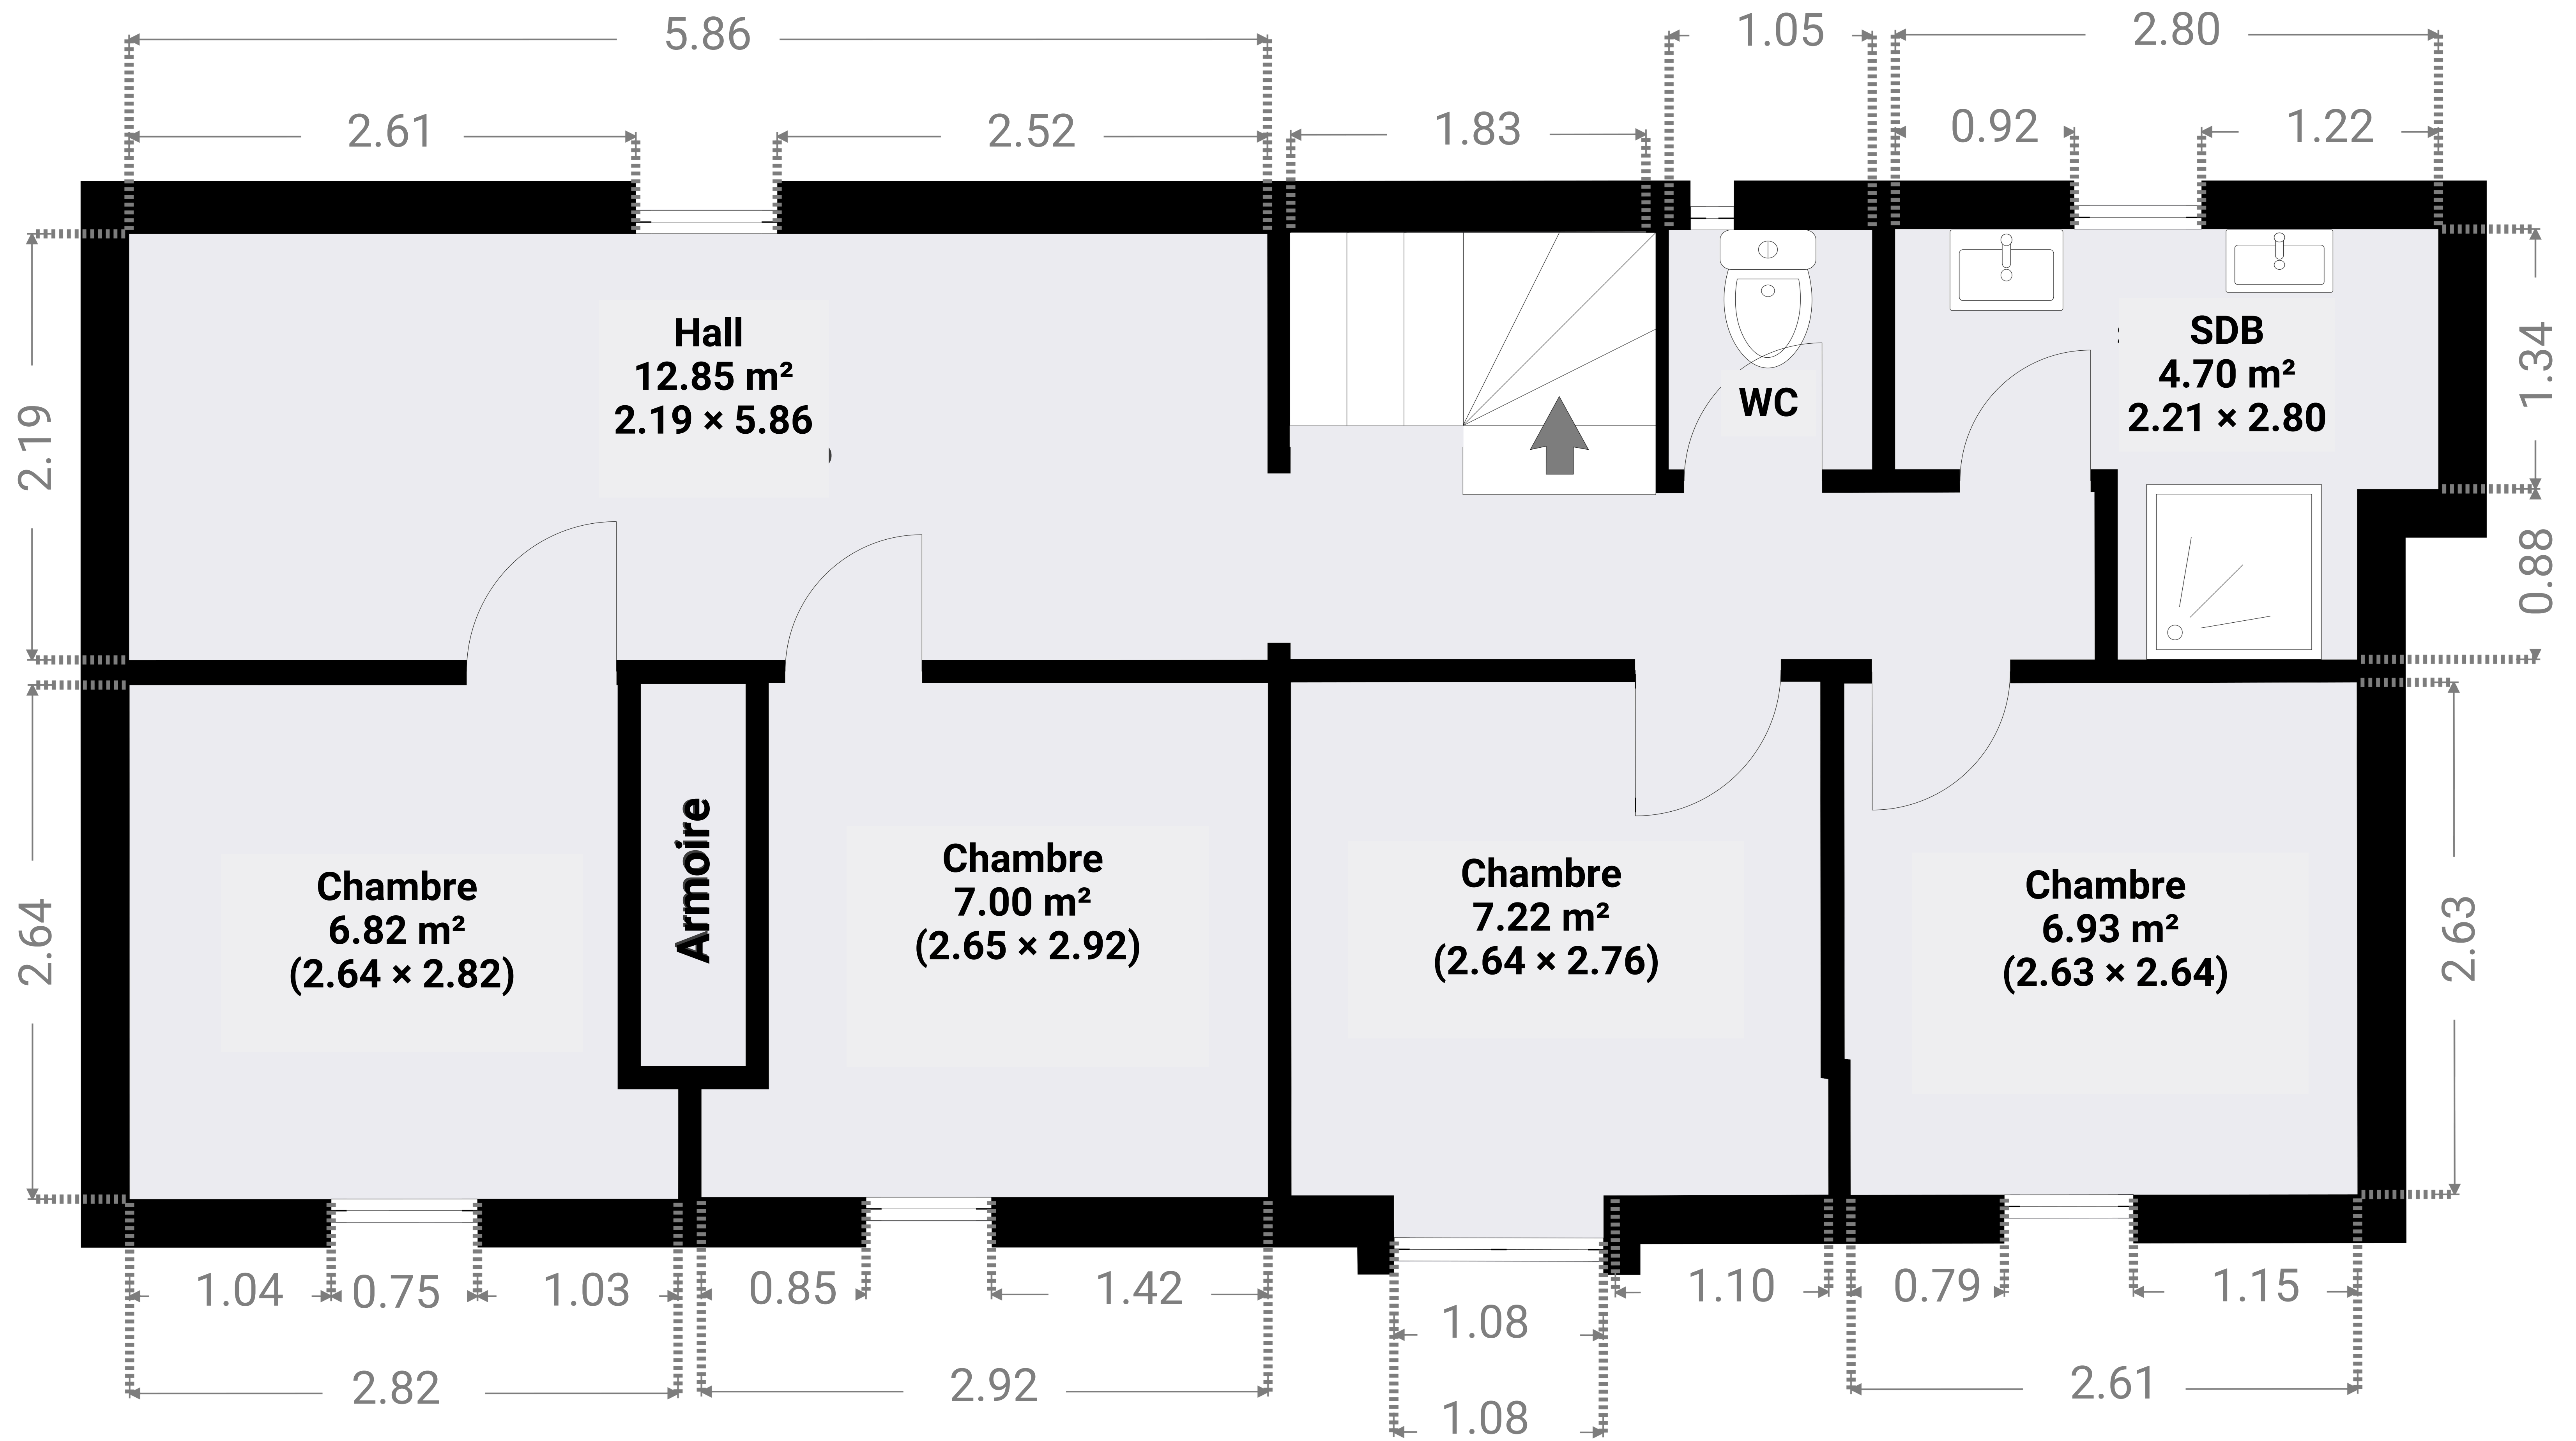 5.86
1.05
2.80
2.61
2.52
1.83
0.92
1.22
Hall
12.85 m²
2.19 × 5.86
WC
SDB
4.70 m²
2.21 × 2.80
2.19
1.34
0.88
Armoire
Chambre
6.82 m²
(2.64 × 2.82)
Chambre
7.00 m²
(2.65 × 2.92)
Chambre
7.22 m²
(2.64 × 2.76)
Chambre
6.93 m²
(2.63 × 2.64)
2.64
2.63
1.04
0.75
1.03
0.85
1.42
1.08
1.10
0.79
1.15
2.82
2.92
1.08
2.61